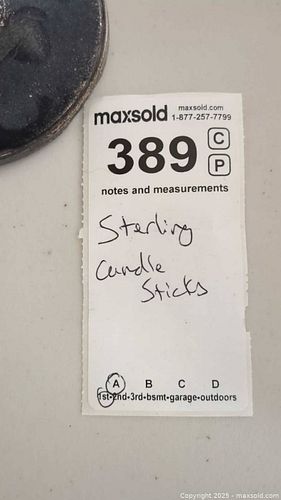 maxsold maxsold.com
1-877-257-7799
389 C
P
notes and measurements
Sterling
Candle
Sticks
A B C D
1st-2nd-3rd-bsmt-garage-outdoors
Copyright © 2025 - maxsold.com